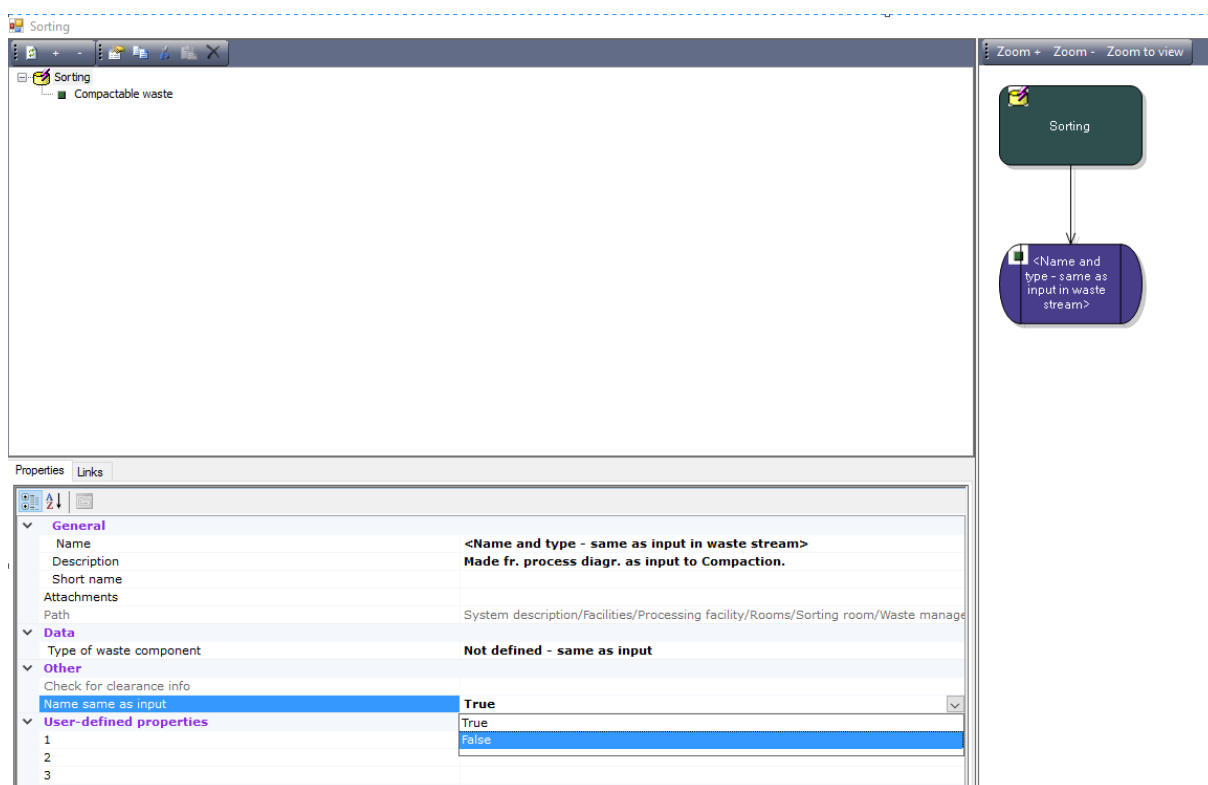 Sorting
+ -
Zoom + Zoom - Zoom to view
Sorting
Compactable waste
Sorting
<Name and
type - same as
input in waste
stream>
Properties Links
General
Name <Name and type - same as input in waste stream>
Description Made fr. process diagr. as input to Compaction.
Short name
Attachments
Path System description/Facilities/Processing facility/Rooms/Sorting room/Waste manage
Data
Type of waste component Not defined - same as input
Other
Check for clearance info
Name same as input True
User-defined properties True
1 False
2
3